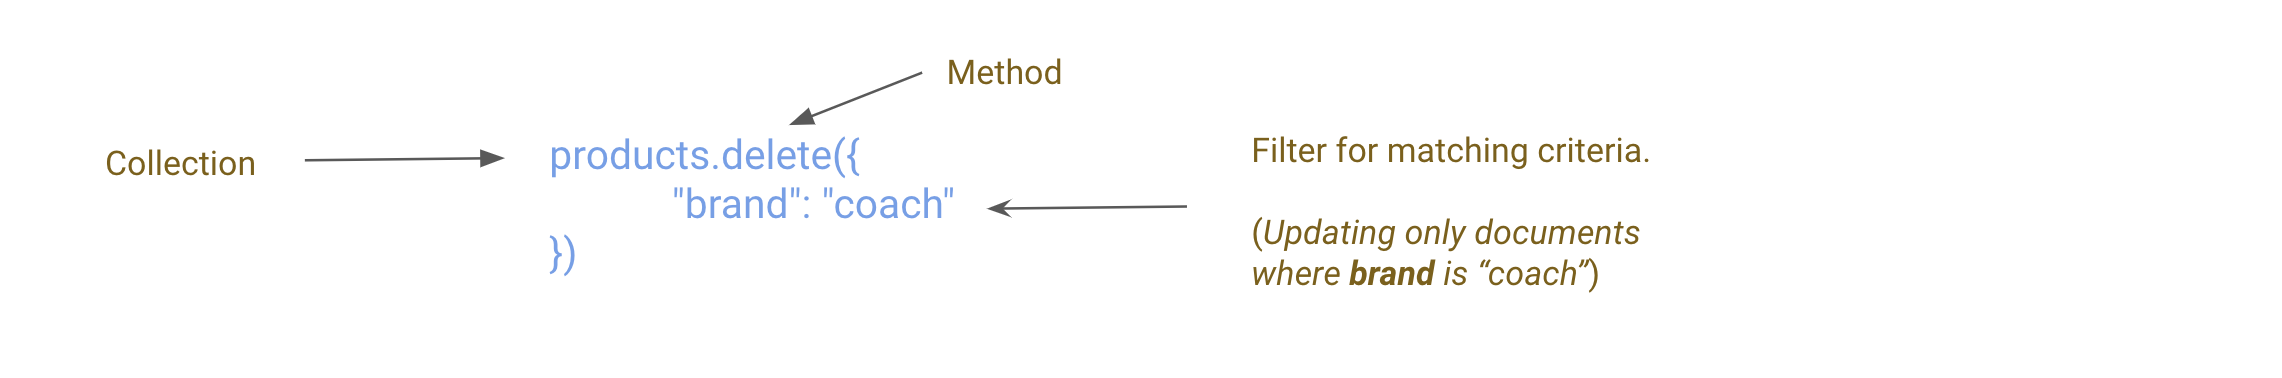 Method
Collection
products.delete({
"brand": "coach"
})
Filter for matching criteria.
(Updating only documents
where brand is “coach”)